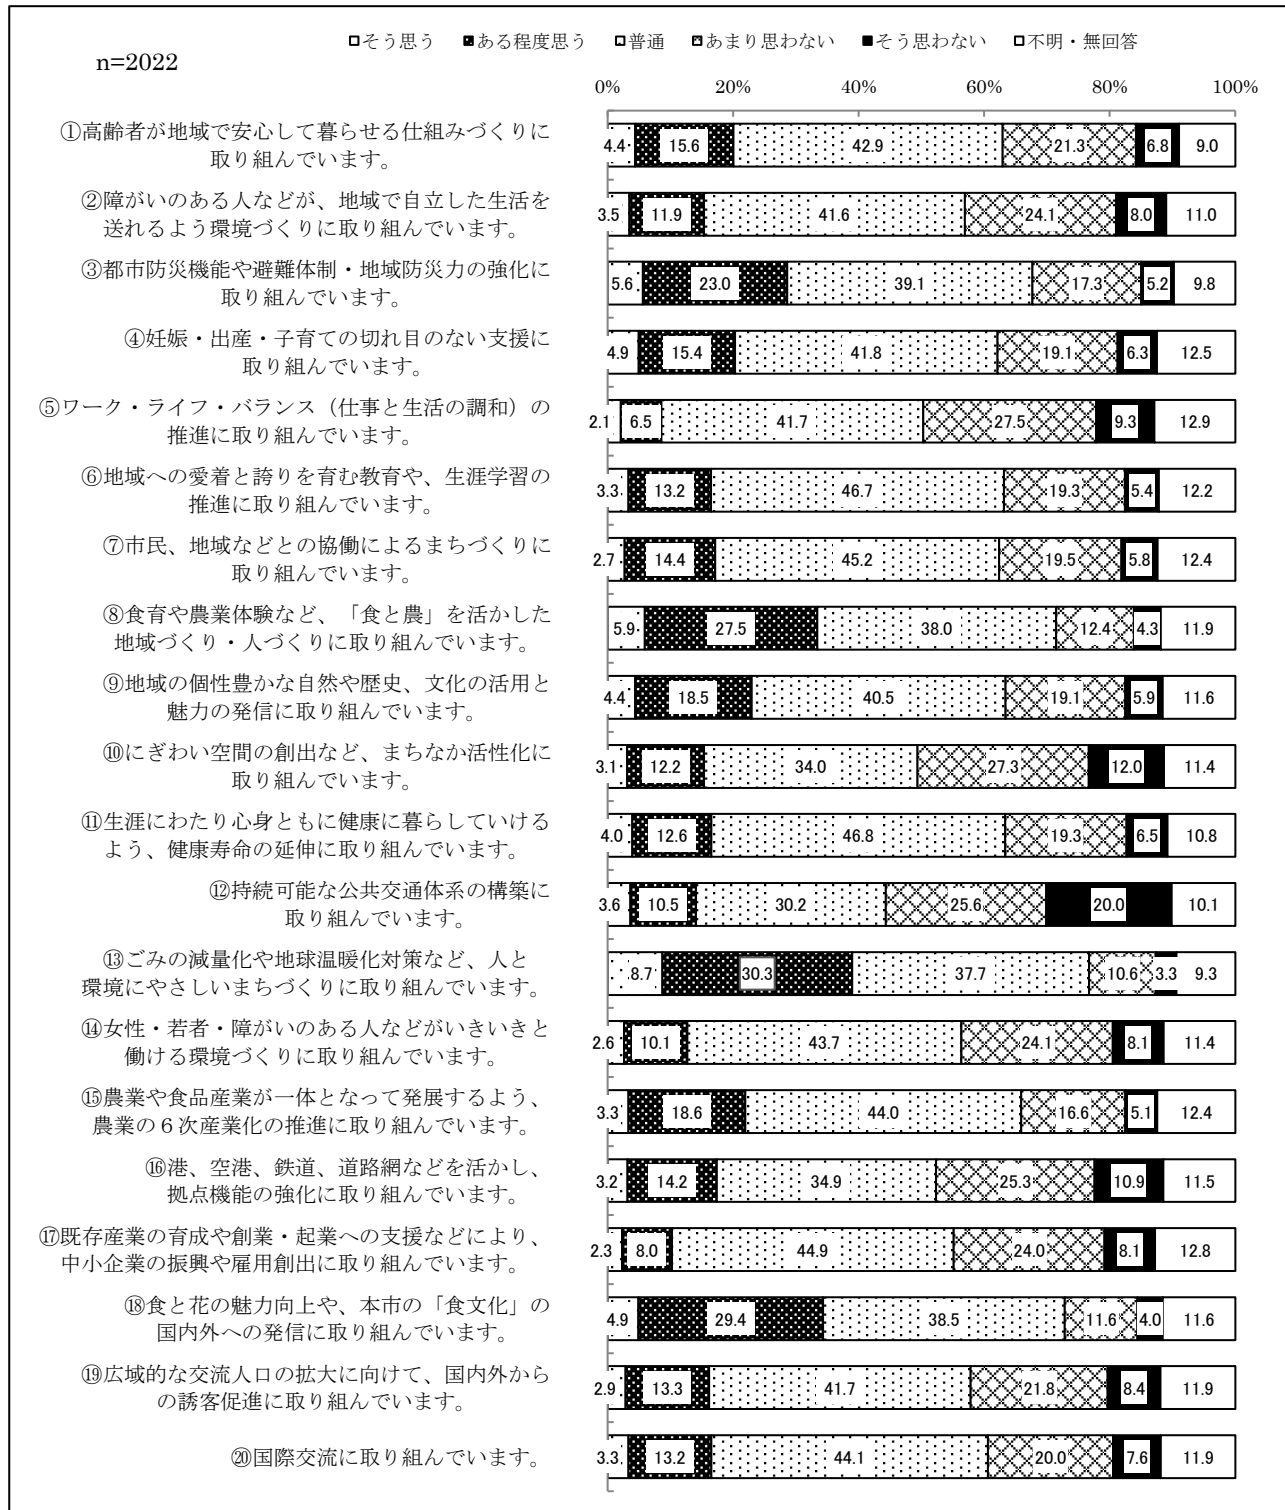 □そう思う ■ある程度思う □普通 □あまり思わない ■そう思わない □不明・無回答
n=2022
0% 20% 40% 60% 80% 100%
①高齢者が地域で安心して暮らせる仕組みづくりに
取り組んでいます。
4.4 15.6 42.9 21.3 6.8 9.0
②障がいのある人などが、地域で自立した生活を
送れるよう環境づくりに取り組んでいます。
3.5 11.9 41.6 24.1 8.0 11.0
③都市防災機能や避難体制・地域防災力の強化に
取り組んでいます。
5.6 23.0 39.1 17.3 5.2 9.8
④妊娠・出産・子育ての切れ目のない支援に
取り組んでいます。
4.9 15.4 41.8 19.1 6.3 12.5
⑤ワーク・ライフ・バランス（仕事と生活の調和）の
推進に取り組んでいます。
2.1 6.5 41.7 27.5 9.3 12.9
⑥地域への愛着と誇りを育む教育や、生涯学習の
推進に取り組んでいます。
3.3 13.2 46.7 19.3 5.4 12.2
⑦市民、地域などとの協働によるまちづくりに
取り組んでいます。
2.7 14.4 45.2 19.5 5.8 12.4
⑧食育や農業体験など、「食と農」を活かした
地域づくり・人づくりに取り組んでいます。
5.9 27.5 38.0 12.4 4.3 11.9
⑨地域の個性豊かな自然や歴史、文化の活用と
魅力の発信に取り組んでいます。
4.4 18.5 40.5 19.1 5.9 11.6
⑩にぎわい空間の創出など、まちなか活性化に
取り組んでいます。
3.1 12.2 34.0 27.3 12.0 11.4
⑪生涯にわたり心身ともに健康に暮らしていける
よう、健康寿命の延伸に取り組んでいます。
4.0 12.6 46.8 19.3 6.5 10.8
⑫持続可能な公共交通体系の構築に
取り組んでいます。
3.6 10.5 30.2 25.6 20.0 10.1
⑬ごみの減量化や地球温暖化対策など、人と
環境にやさしいまちづくりに取り組んでいます。
8.7 30.3 37.7 10.6 3.3 9.3
⑭女性・若者・障がいのある人などがいきいきと
働ける環境づくりに取り組んでいます。
2.6 10.1 43.7 24.1 8.1 11.4
⑮農業や食品産業が一体となって発展するよう、
農業の６次産業化の推進に取り組んでいます。
3.3 18.6 44.0 16.6 5.1 12.4
⑯港、空港、鉄道、道路網などを活かし、
拠点機能の強化に取り組んでいます。
3.2 14.2 34.9 25.3 10.9 11.5
⑰既存産業の育成や創業・起業への支援などにより、
中小企業の振興や雇用創出に取り組んでいます。
2.3 8.0 44.9 24.0 8.1 12.8
⑱食と花の魅力向上や、本市の「食文化」の
国内外への発信に取り組んでいます。
4.9 29.4 38.5 11.6 4.0 11.6
⑲広域的な交流人口の拡大に向けて、国内外から
の誘客促進に取り組んでいます。
2.9 13.3 41.7 21.8 8.4 11.9
⑳国際交流に取り組んでいます。
3.3 13.2 44.1 20.0 7.6 11.9